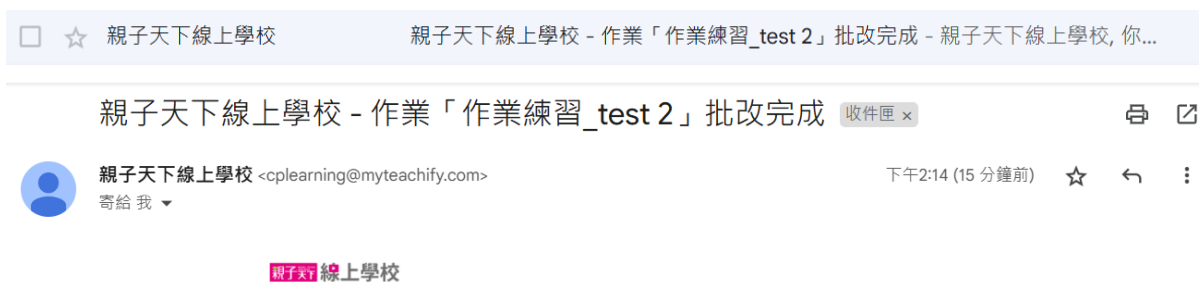 親子天下線上學校 親子天下線上學校 - 作業「作業練習_test 2」批改完成 - 親子天下線上學校, 你...
親子天下線上學校 - 作業「作業練習_test 2」批改完成 收件匣 x
親子天下線上學校 <cplearning@myteachify.com> 下午2:14 (15 分鐘前)
寄給 我
親子天下 線上學校